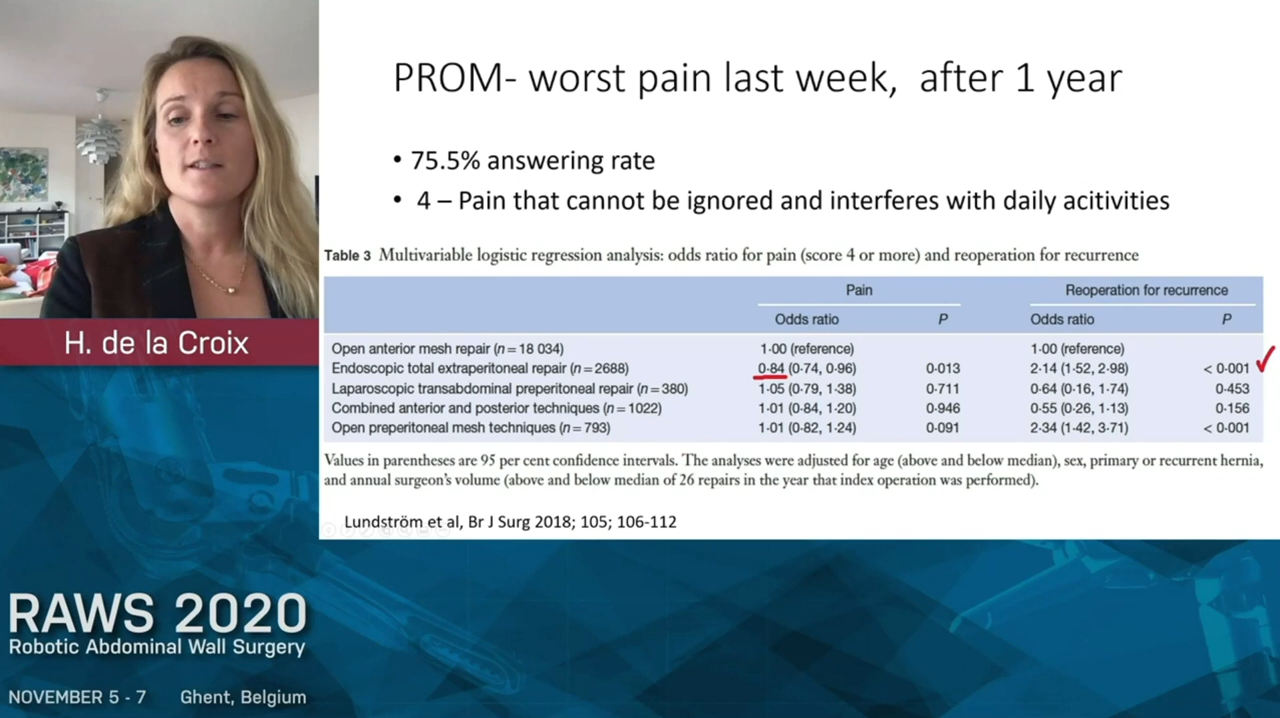 PROM- worst pain last week, after 1 year
• 75.5% answering rate
• 4 – Pain that cannot be ignored and interferes with daily acitivities
Table 3 Multivariable logistic regression analysis: odds ratio for pain (score 4 or more) and reoperation for recurrence
Pain Reoperation for recurrence
Odds ratio P Odds ratio P
Open anterior mesh repair (n=18 034) 1·00 (reference) 1·00 (reference)
Endoscopic total extraperitoneal repair (n=2688) 0·84 (0·74, 0·96) 0·013 2·14 (1·52, 2·98) < 0·001
Laparoscopic transabdominal preperitoneal repair (n=380) 1·05 (0·79, 1·38) 0·711 0·64 (0·16, 1·74) 0·453
Combined anterior and posterior techniques (n=1022) 1·01 (0·84, 1·20) 0·946 0·55 (0·26, 1·13) 0·156
Open preperitoneal mesh techniques (n=793) 1·01 (0·82, 1·24) 0·091 2·34 (1·42, 3·71) < 0·001
Values in parentheses are 95 per cent confidence intervals. The analyses were adjusted for age (above and below median), sex, primary or recurrent hernia,
and annual surgeon's volume (above and below median of 26 repairs in the year that index operation was performed).
Lundström et al, Br J Surg 2018; 105; 106-112
H. de la Croix
RAWS 2020
Robotic Abdominal Wall Surgery
NOVEMBER 5 - 7 Ghent, Belgium